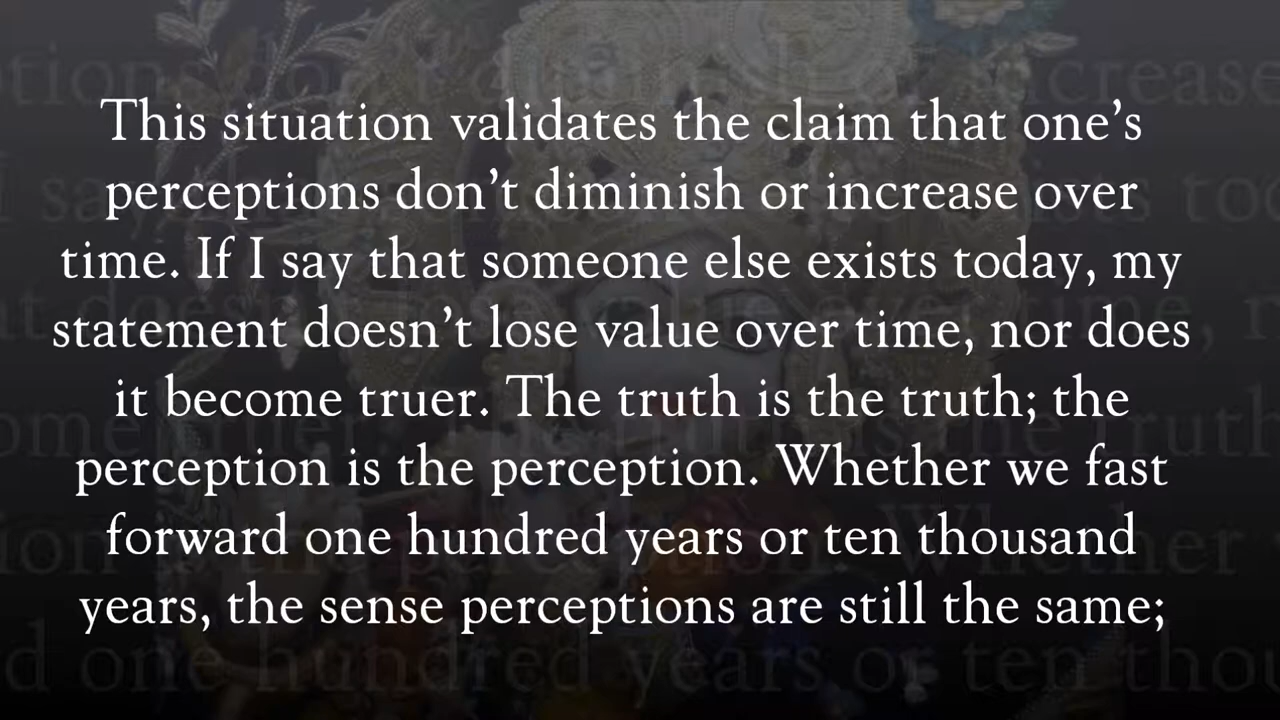 This situation validates the claim that one's
perceptions don't diminish or increase over
time. If I say that someone else exists today, my
statement doesn't lose value over time, nor does
it become truer. The truth is the truth; the
perception is the perception. Whether we fast
forward one hundred years or ten thousand
years, the sense perceptions are still the same;